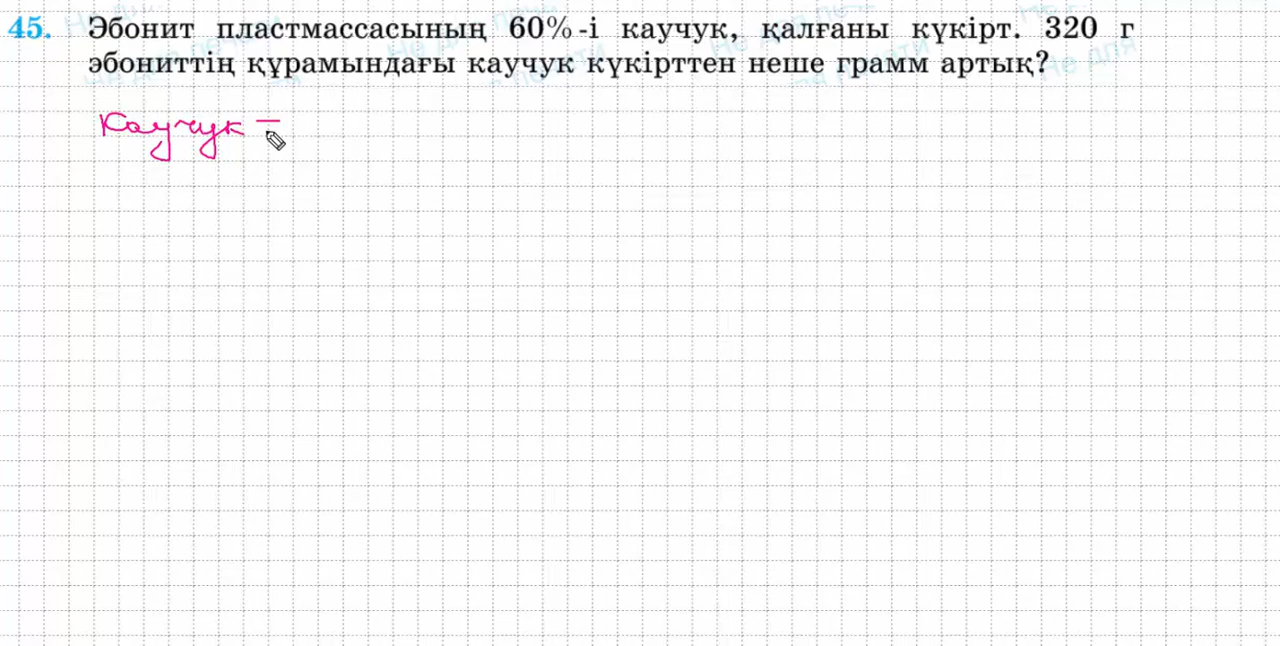 45. Эбонит пластмассасының 60%-і каучук, қалғаны күкірт. 320 г
эбониттің құрамындағы каучук күкірттен неше грамм артық?
Каучук –